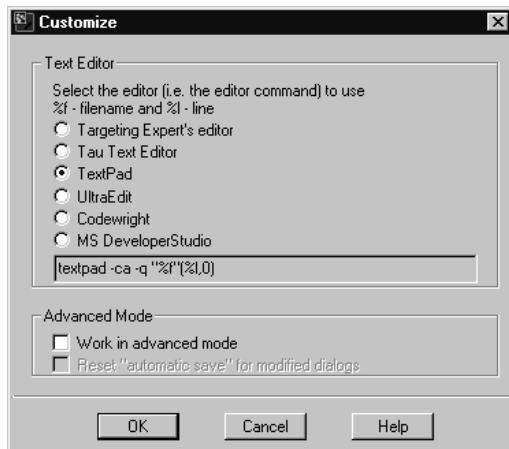 Customize
Text Editor
Select the editor (i.e. the editor command) to use
%f - filename and %l - line
Targeting Expert's editor
Tau Text Editor
TextPad
UltraEdit
Codewright
MS DeveloperStudio
textpad -ca -q "%f"(%l,0)
Advanced Mode
Work in advanced mode
Reset "automatic save" for modified dialogs
OK Cancel Help